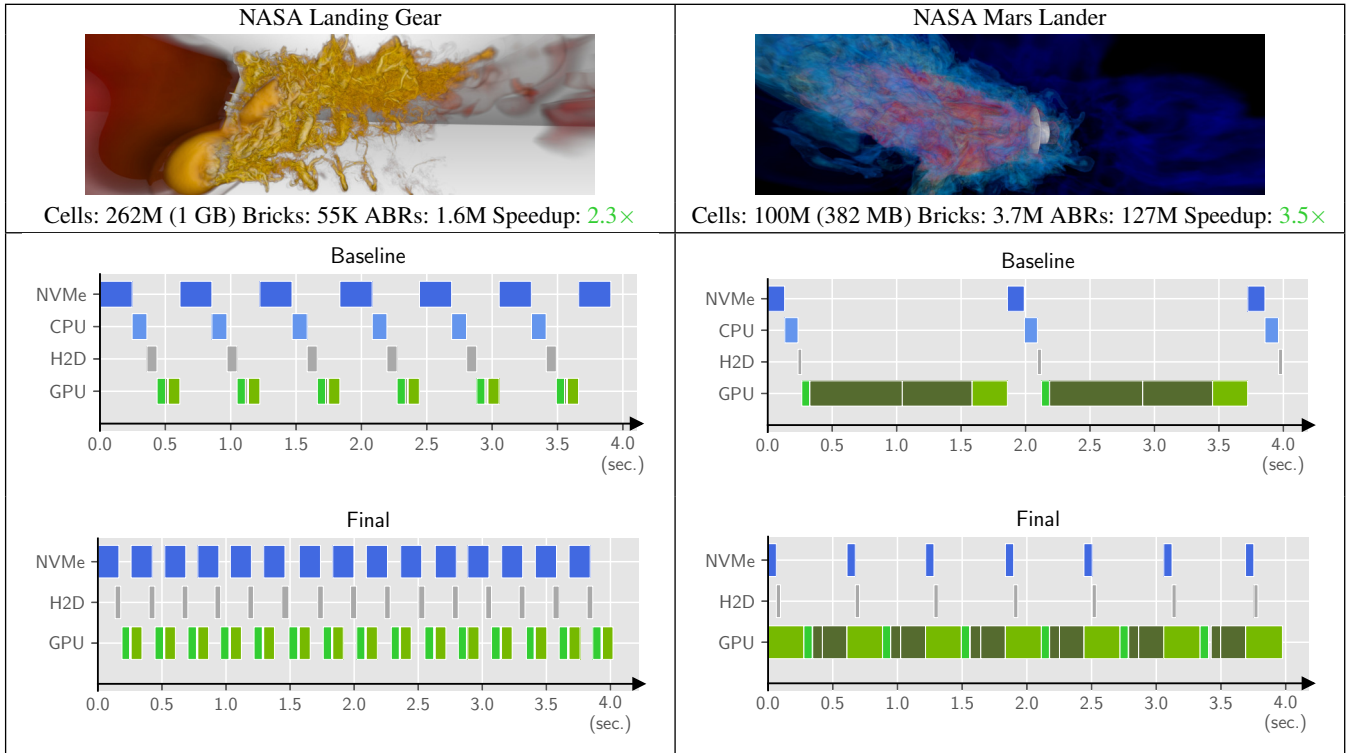 NASA Landing Gear
Cells: 262M (1 GB) Bricks: 55K ABRs: 1.6M Speedup: 2.3×
NASA Mars Lander
Cells: 100M (382 MB) Bricks: 3.7M ABRs: 127M Speedup: 3.5×
Baseline
NVMe
CPU
H2D
GPU
0.0 0.5 1.0 1.5 2.0 2.5 3.0 3.5 4.0
(sec.)
Baseline
NVMe
CPU
H2D
GPU
0.0 0.5 1.0 1.5 2.0 2.5 3.0 3.5 4.0
(sec.)
Final
NVMe
H2D
GPU
0.0 0.5 1.0 1.5 2.0 2.5 3.0 3.5 4.0
(sec.)
Final
NVMe
H2D
GPU
0.0 0.5 1.0 1.5 2.0 2.5 3.0 3.5 4.0
(sec.)